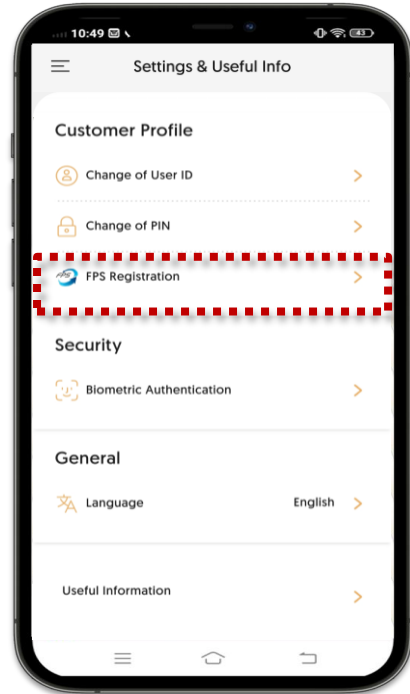 10:49
43
Settings & Useful Info
Customer Profile
Change of User ID
Change of PIN
FPS Registration
Security
Biometric Authentication
General
Language English
Useful Information